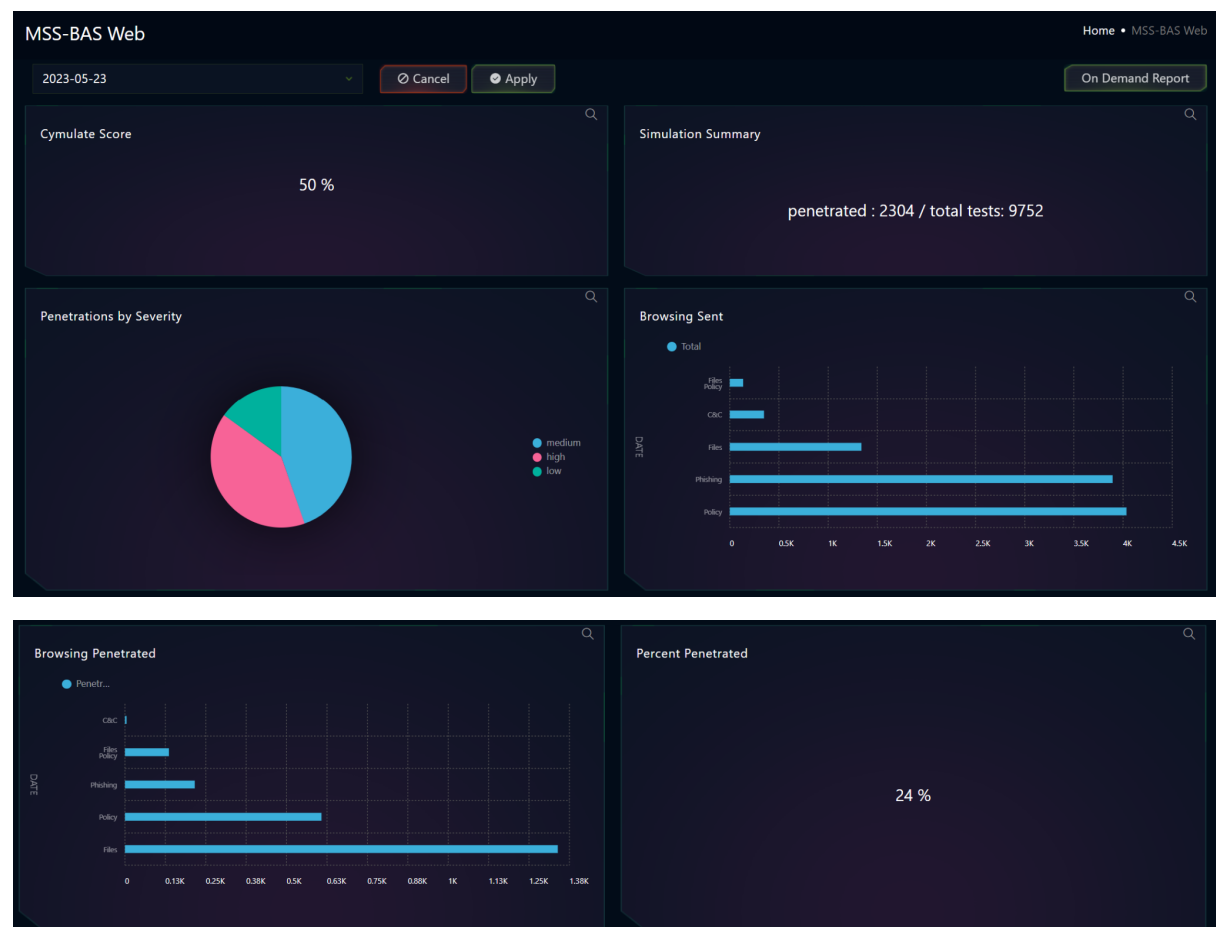 MSS-BAS Web
Home • MSS-BAS Web
2023-05-23
Cancel
Apply
On Demand Report
Cymulate Score
50 %
Simulation Summary
penetrated : 2304 / total tests: 9752
Penetrations by Severity
medium
high
low
Browsing Sent
Total
DATE
Files
Policy
C&C
Files
Phishing
Policy
0 0.5K 1K 1.5K 2K 2.5K 3K 3.5K 4K 4.5K
Browsing Penetrated
Penetr...
DATE
C&C
Files
Policy
Phishing
Policy
Files
0 0.13K 0.25K 0.38K 0.5K 0.63K 0.75K 0.88K 1K 1.13K 1.25K 1.38K
Percent Penetrated
24 %